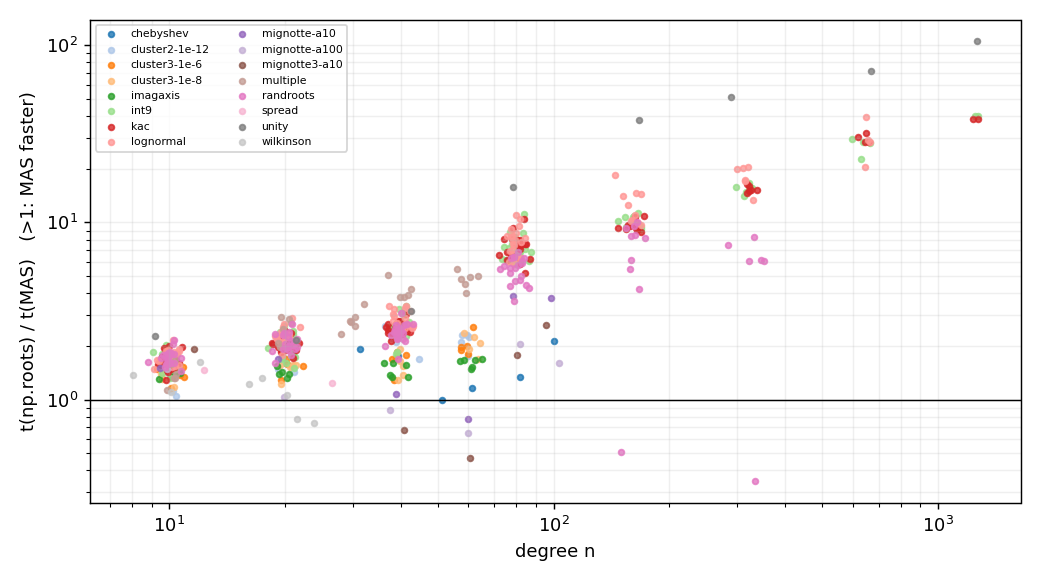 t(np.roots) / t(MAS)   (>1: MAS faster)
10²
10¹
10⁰
chebyshev
cluster2-1e-12
cluster3-1e-6
cluster3-1e-8
imagaxis
int9
kac
lognormal
mignotte-a10
mignotte-a100
mignotte3-a10
multiple
randroots
spread
unity
wilkinson
10¹
10²
10³
degree n